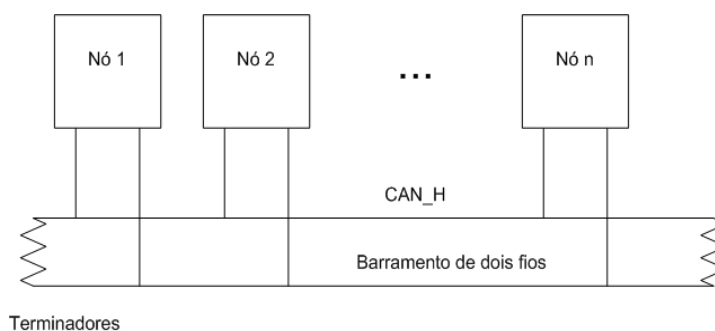 Nó 1
Nó 2
...
Nó n
CAN_H
Barramento de dois fios
Terminadores